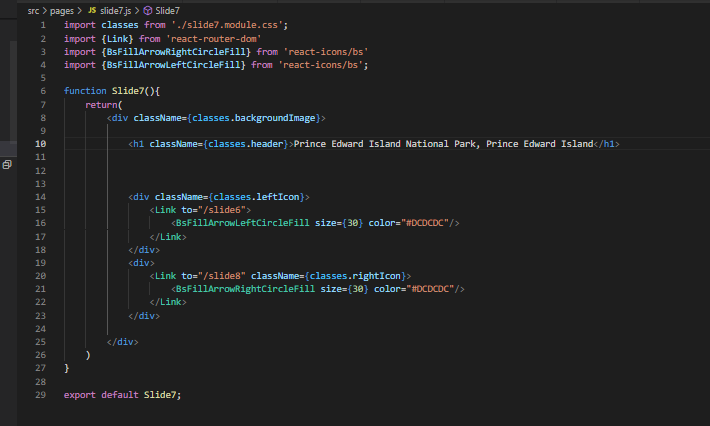 src > pages > JS slide7.js > Slide7
1 import classes from './slide7.module.css';
2 import {Link} from 'react-router-dom'
3 import {BsFillArrowRightCircleFill} from 'react-icons/bs'
4 import {BsFillArrowLeftCircleFill} from 'react-icons/bs';
5
6 function Slide7(){
7 return(
8 <div className={classes.backgroundImage}>
9
10 <h1 className={classes.header}>Prince Edward Island National Park, Prince Edward Island</h1>
11
12
13
14 <div className={classes.leftIcon}>
15 <Link to="/slide6">
16 <BsFillArrowLeftCircleFill size={30} color="#DCDCDC"/>
17 </Link>
18 </div>
19 <div>
20 <Link to="/slide8" className={classes.rightIcon}>
21 <BsFillArrowRightCircleFill size={30} color="#DCDCDC"/>
22 </Link>
23 </div>
24
25 </div>
26 )
27 }
28
29 export default Slide7;